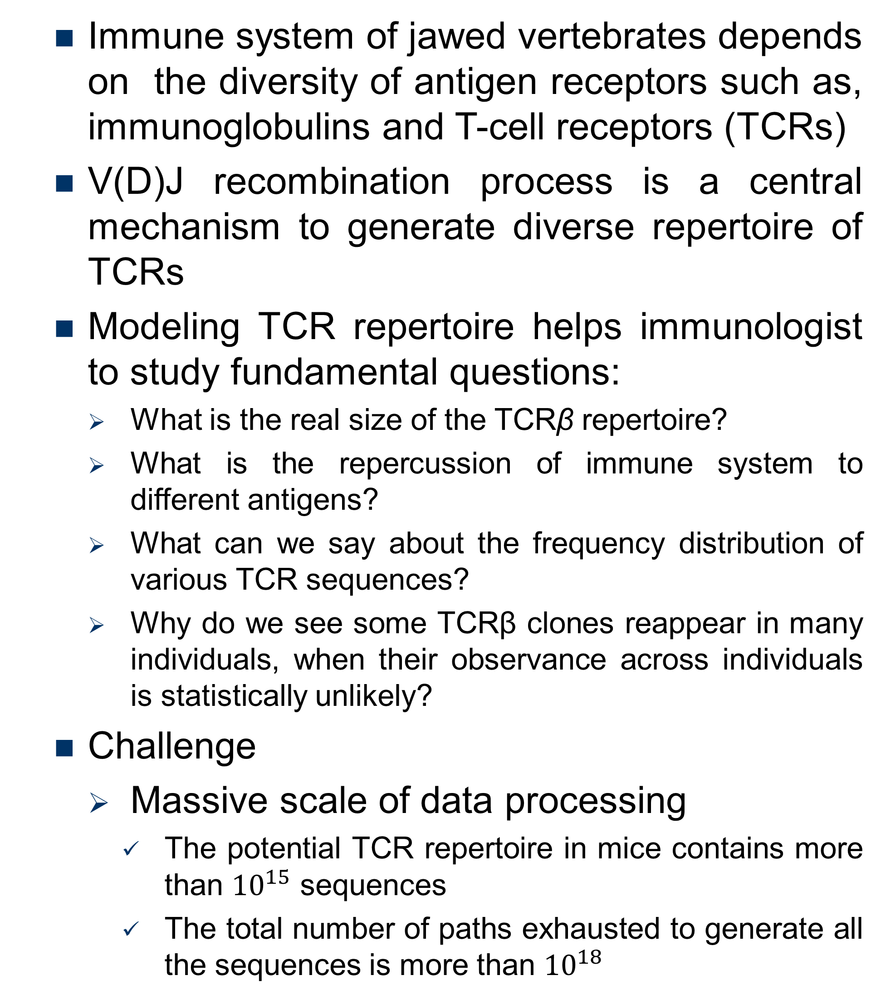 ■ Immune system of jawed vertebrates depends
on the diversity of antigen receptors such as,
immunoglobulins and T-cell receptors (TCRs)
■ V(D)J recombination process is a central
mechanism to generate diverse repertoire of
TCRs
■ Modeling TCR repertoire helps immunologist
to study fundamental questions:
➢ What is the real size of the TCRβ repertoire?
➢ What is the repercussion of immune system to
different antigens?
➢ What can we say about the frequency distribution of
various TCR sequences?
➢ Why do we see some TCRβ clones reappear in many
individuals, when their observance across individuals
is statistically unlikely?
■ Challenge
➢ Massive scale of data processing
✓ The potential TCR repertoire in mice contains more
than 10¹⁵ sequences
✓ The total number of paths exhausted to generate all
the sequences is more than 10¹⁸